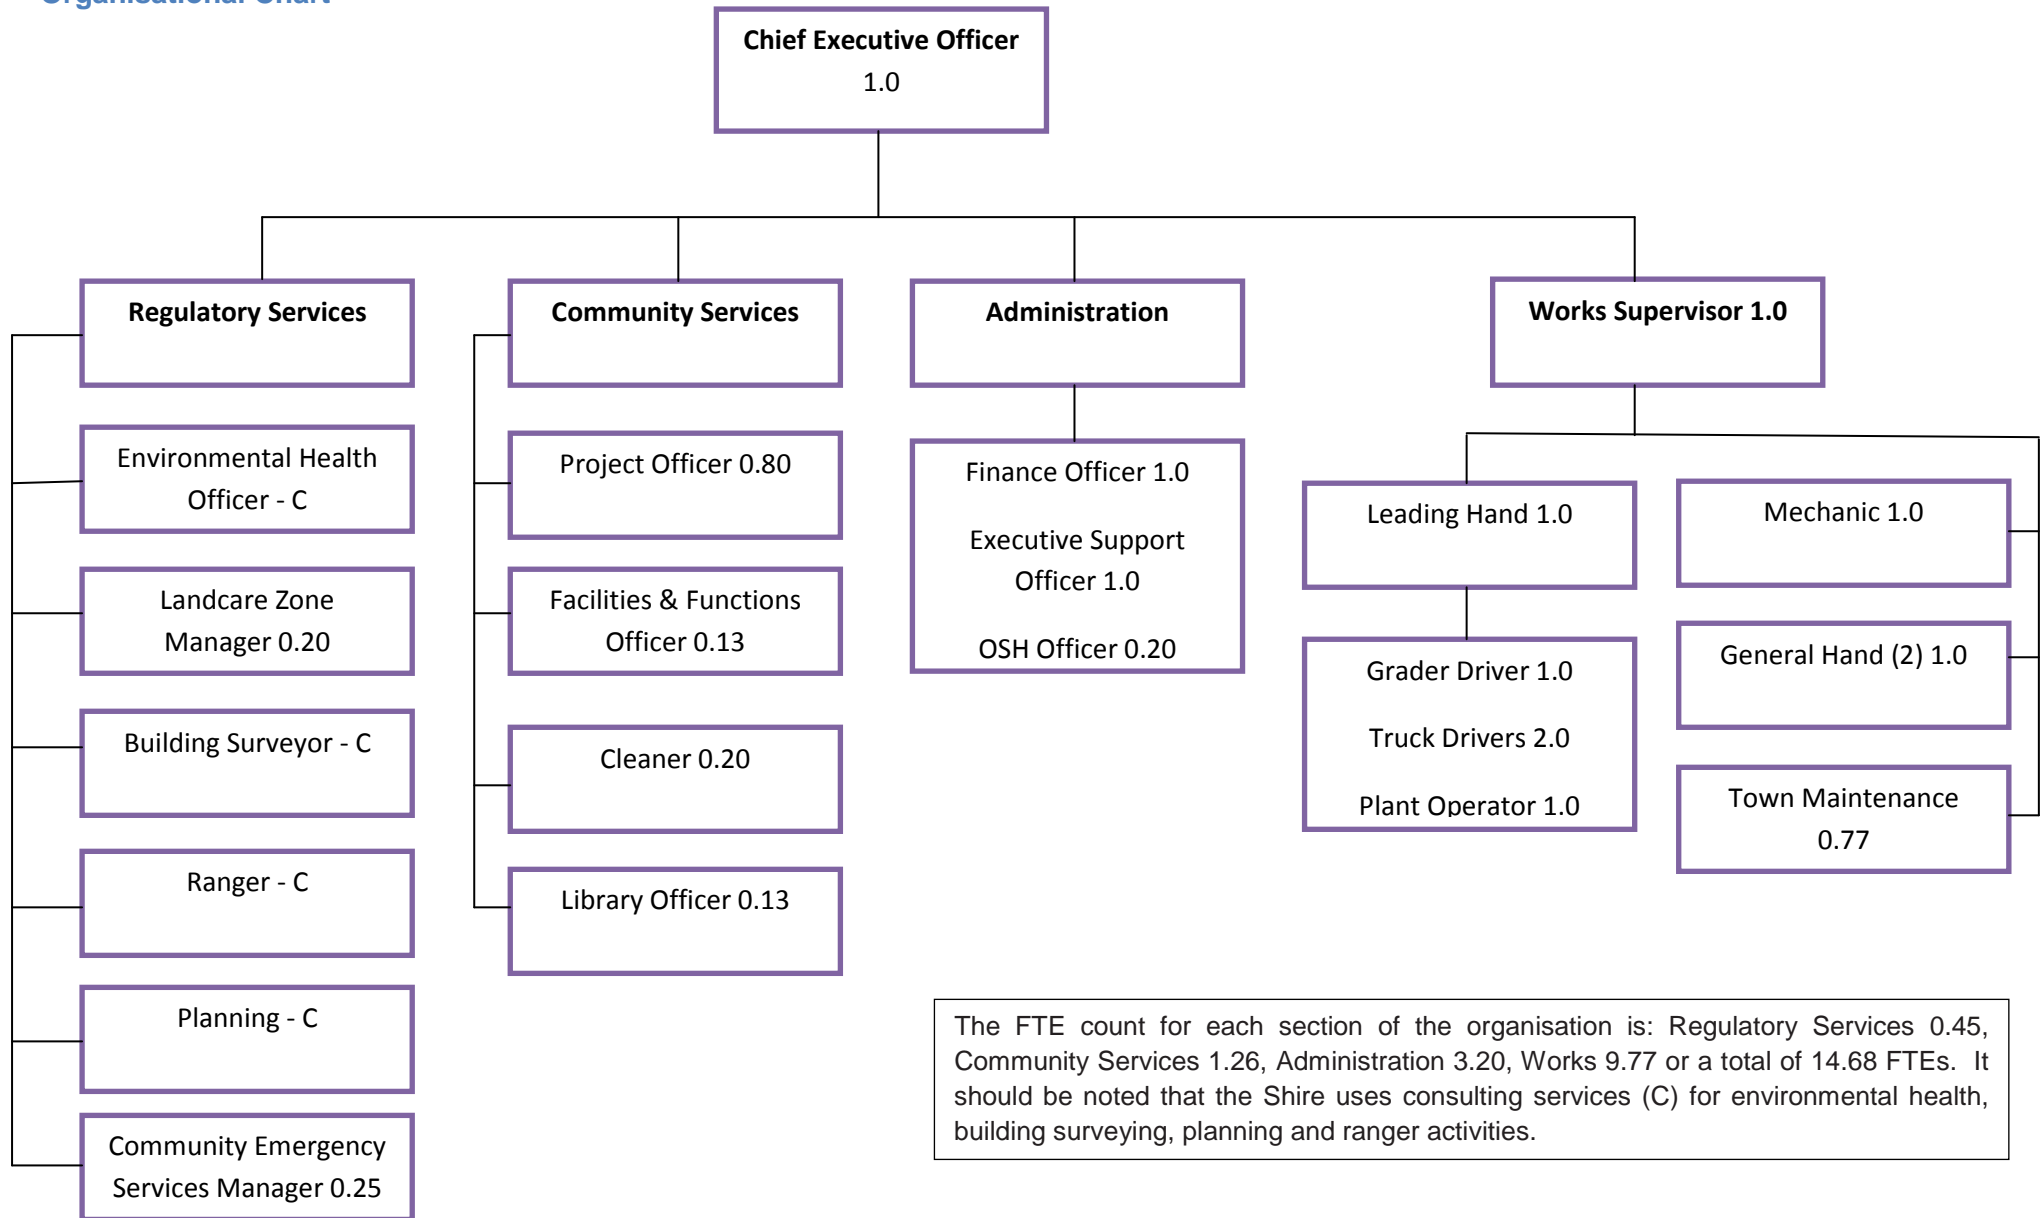 Organisational Chart
Chief Executive Officer
1.0
Regulatory Services
Environmental Health
Officer - C
Landcare Zone
Manager 0.20
Building Surveyor - C
Ranger - C
Planning - C
Community Emergency
Services Manager 0.25
Community Services
Project Officer 0.80
Facilities & Functions
Officer 0.13
Cleaner 0.20
Library Officer 0.13
Administration
Finance Officer 1.0
Executive Support
Officer 1.0
OSH Officer 0.20
Works Supervisor 1.0
Leading Hand 1.0
Grader Driver 1.0
Truck Drivers 2.0
Plant Operator 1.0
Mechanic 1.0
General Hand (2) 1.0
Town Maintenance
0.77
The FTE count for each section of the organisation is: Regulatory Services 0.45,
Community Services 1.26, Administration 3.20, Works 9.77 or a total of 14.68 FTEs. It
should be noted that the Shire uses consulting services (C) for environmental health,
building surveying, planning and ranger activities.